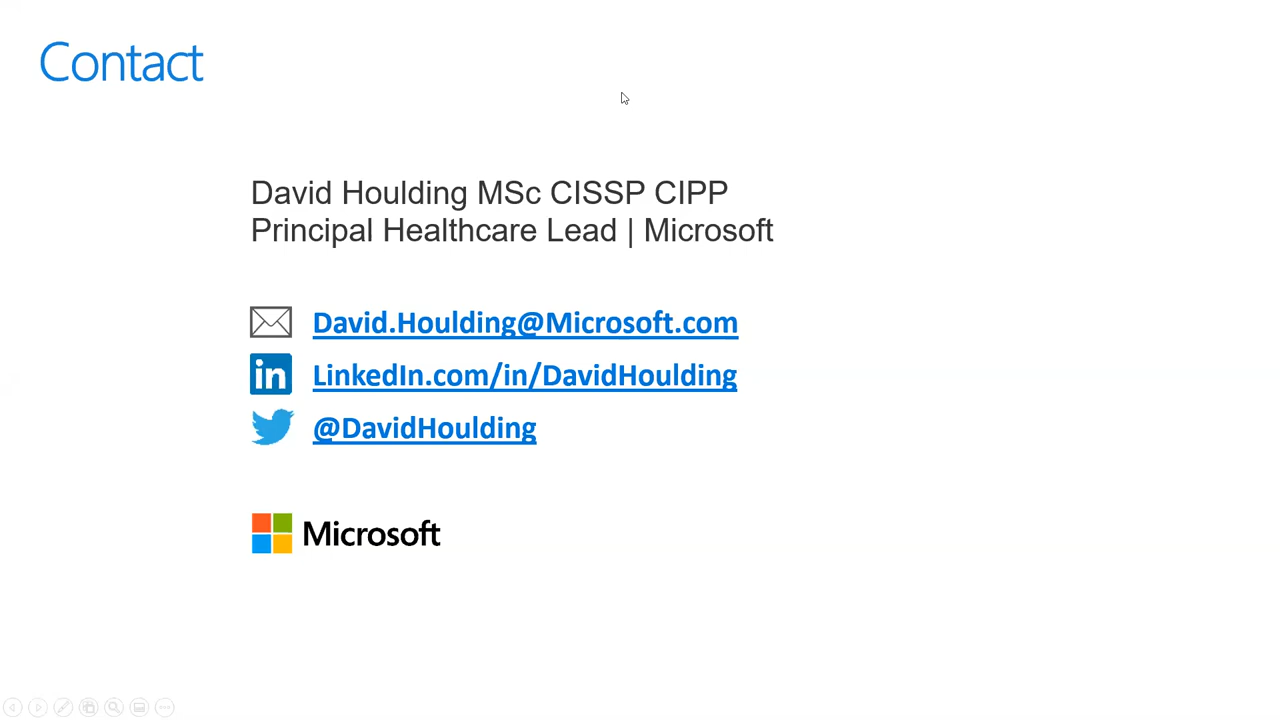 Contact
David Houlding MSc CISSP CIPP
Principal Healthcare Lead | Microsoft
David.Houlding@Microsoft.com
in LinkedIn.com/in/DavidHoulding
@DavidHoulding
Microsoft